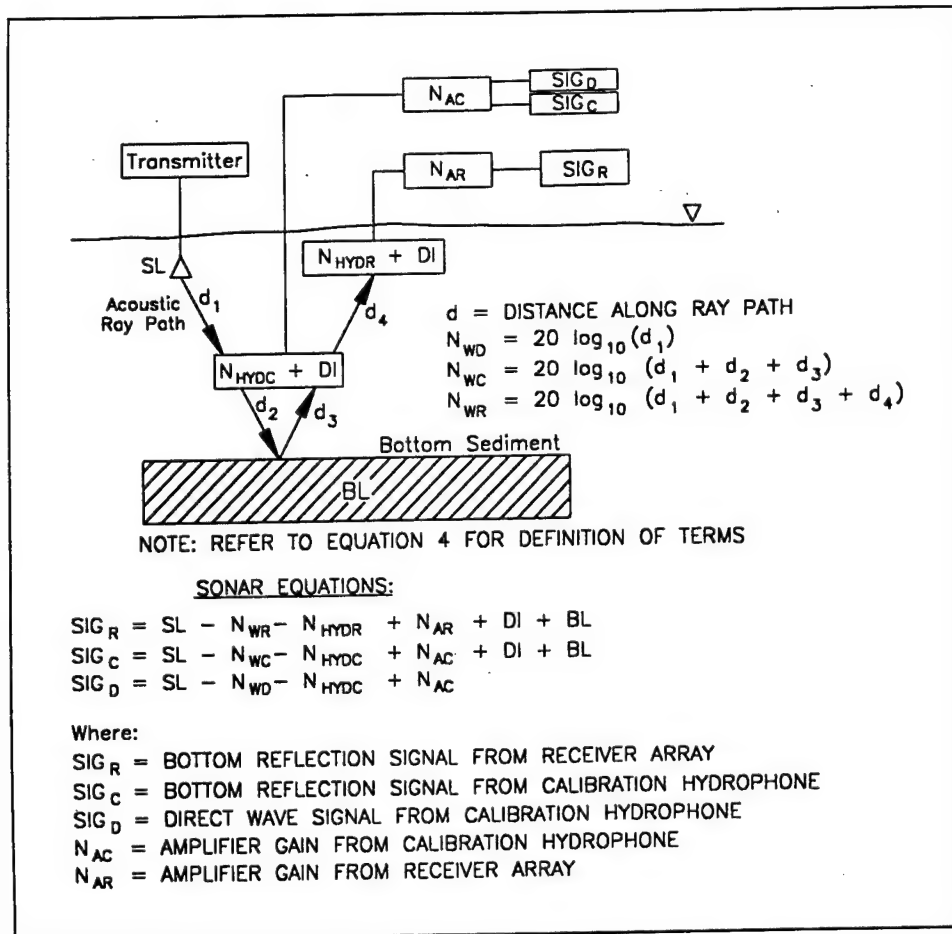 N_AC
SIG_D
SIG_C
Transmitter
N_AR
SIG_R
SL
N_HYDR + DI
Acoustic
Ray Path
d_1
d_4
d = DISTANCE ALONG RAY PATH
N_WD = 20 log_10 (d_1)
N_HYDC + DI
N_WC = 20 log_10 (d_1 + d_2 + d_3)
N_WR = 20 log_10 (d_1 + d_2 + d_3 + d_4)
d_2
d_3
Bottom Sediment
BL
NOTE: REFER TO EQUATION 4 FOR DEFINITION OF TERMS
SONAR EQUATIONS:
SIG_R = SL - N_WR - N_HYDR + N_AR + DI + BL
SIG_C = SL - N_WC - N_HYDC + N_AC + DI + BL
SIG_D = SL - N_WD - N_HYDC + N_AC
Where:
SIG_R = BOTTOM REFLECTION SIGNAL FROM RECEIVER ARRAY
SIG_C = BOTTOM REFLECTION SIGNAL FROM CALIBRATION HYDROPHONE
SIG_D = DIRECT WAVE SIGNAL FROM CALIBRATION HYDROPHONE
N_AC = AMPLIFIER GAIN FROM CALIBRATION HYDROPHONE
N_AR = AMPLIFIER GAIN FROM RECEIVER ARRAY